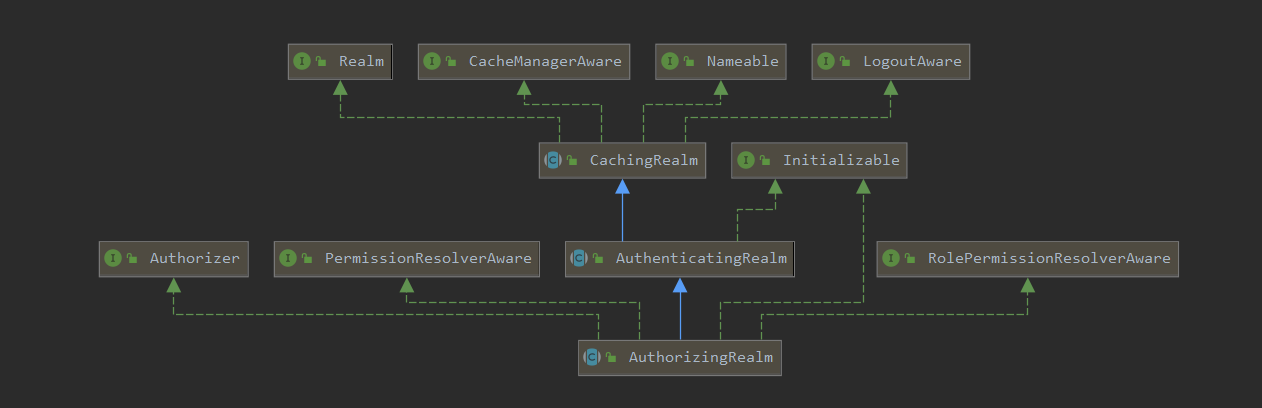 I Realm I CacheManagerAware I Nameable I LogoutAware
C CachingRealm I Initializable
I Authorizer I PermissionResolverAware C AuthenticatingRealm I RolePermissionResolverAware
C AuthorizingRealm